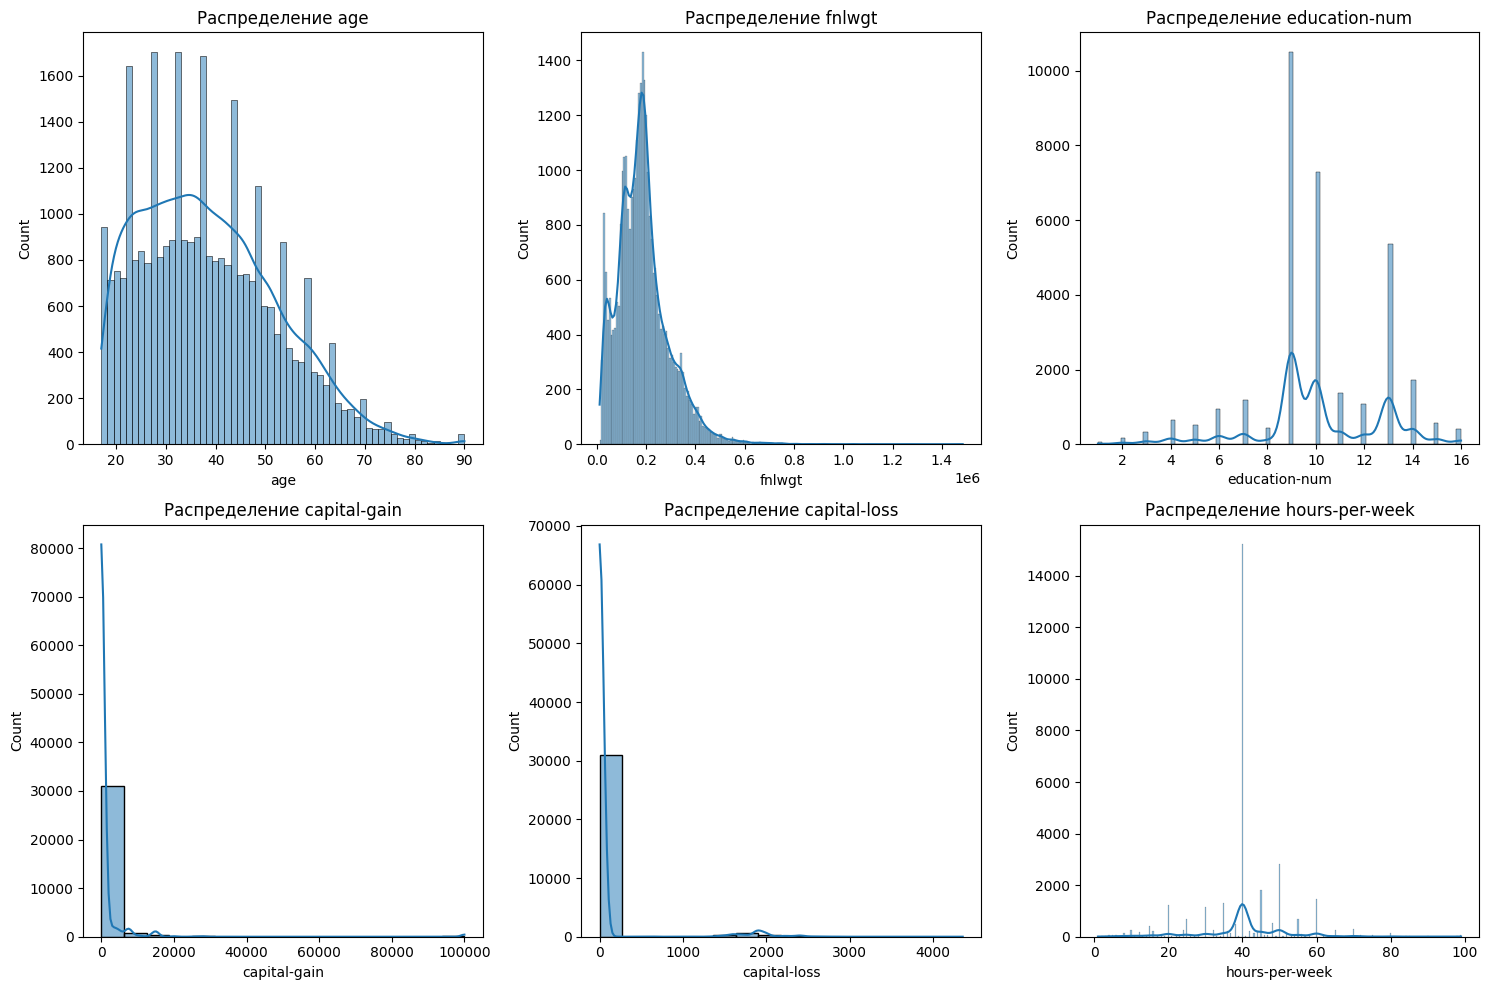 Распределение age
Count
1600
1400
1200
1000
800
600
400
200
0
20 30 40 50 60 70 80 90
age
Распределение fnlwgt
Count
1400
1200
1000
800
600
400
200
0
0.0 0.2 0.4 0.6 0.8 1.0 1.2 1.4
1e6
fnlwgt
Распределение education-num
Count
10000
8000
6000
4000
2000
0
2 4 6 8 10 12 14 16
education-num
Распределение capital-gain
Count
80000
70000
60000
50000
40000
30000
20000
10000
0
0 20000 40000 60000 80000 100000
capital-gain
Распределение capital-loss
Count
70000
60000
50000
40000
30000
20000
10000
0
0 1000 2000 3000 4000
capital-loss
Распределение hours-per-week
Count
14000
12000
10000
8000
6000
4000
2000
0
0 20 40 60 80 100
hours-per-week